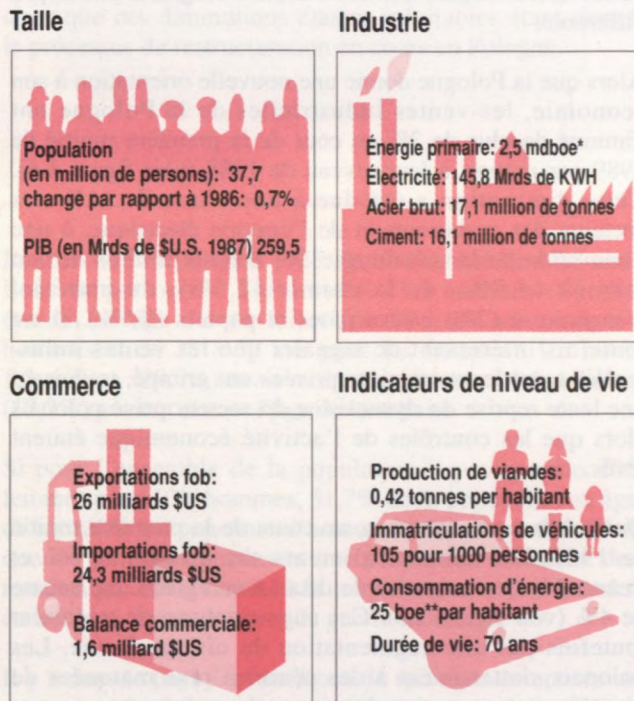 Taille
Population
(en million de persons): 37,7
change par rapport à 1986: 0,7%
PIB (en Mrds de $U.S. 1987) 259,5
Industrie
Énergie primaire: 2,5 mdboe*
Électricité: 145,8 Mrds de KWH
Acier brut: 17,1 million de tonnes
Ciment: 16,1 million de tonnes
Commerce
Exportations fob:
26 milliards $US
Importations fob:
24,3 milliards $US
Balance commerciale:
1,6 milliard $US
Indicateurs de niveau de vie
Production de viandes:
0,42 tonnes per habitant
Immatriculations de véhicules:
105 pour 1000 personnes
Consommation d'énergie:
25 boe**par habitant
Durée de vie: 70 ans